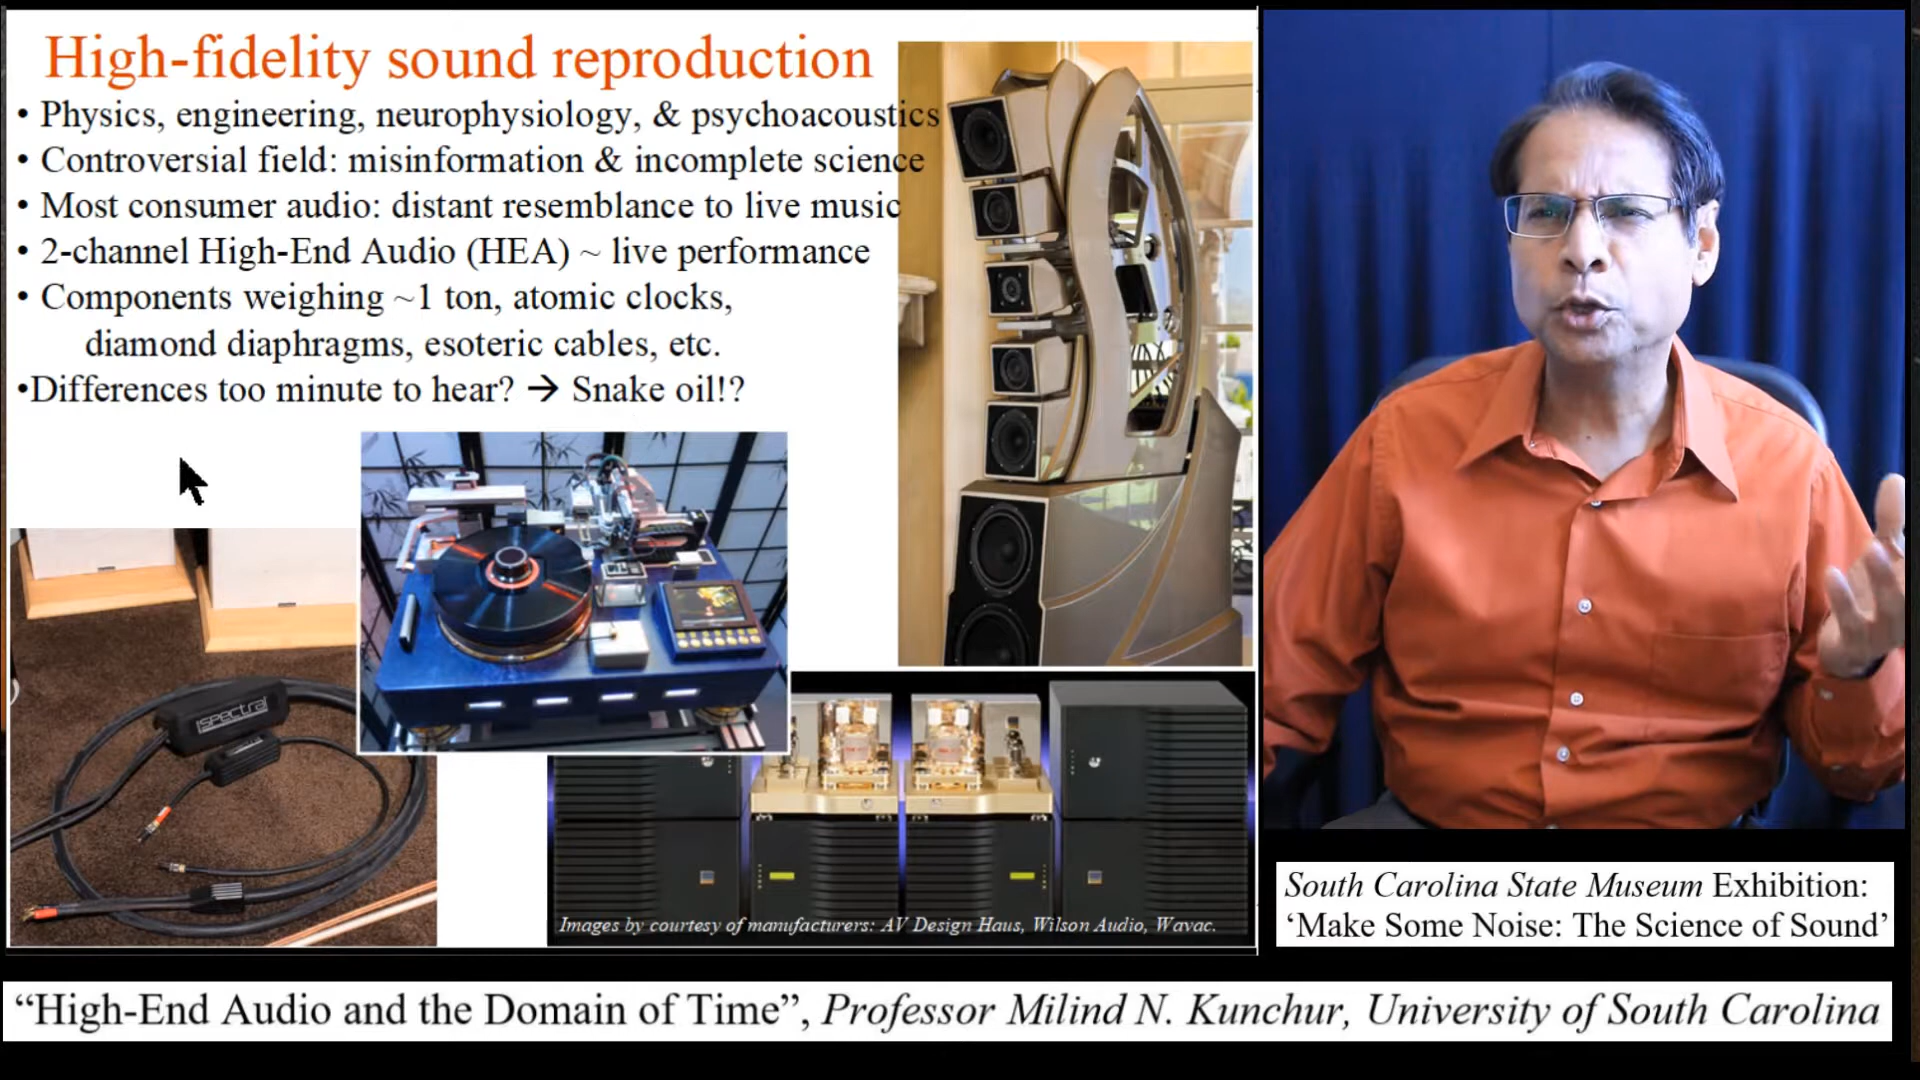 High-fidelity sound reproduction
• Physics, engineering, neurophysiology, & psychoacoustics
• Controversial field: misinformation & incomplete science
• Most consumer audio: distant resemblance to live music
• 2-channel High-End Audio (HEA) ~ live performance
• Components weighing ~1 ton, atomic clocks,
diamond diaphragms, esoteric cables, etc.
•Differences too minute to hear? → Snake oil!?
spectral
Images by courtesy of manufacturers: AV Design Haus, Wilson Audio, Wavac.
South Carolina State Museum Exhibition:
‘Make Some Noise: The Science of Sound’
“High-End Audio and the Domain of Time”, Professor Milind N. Kunchur, University of South Carolina